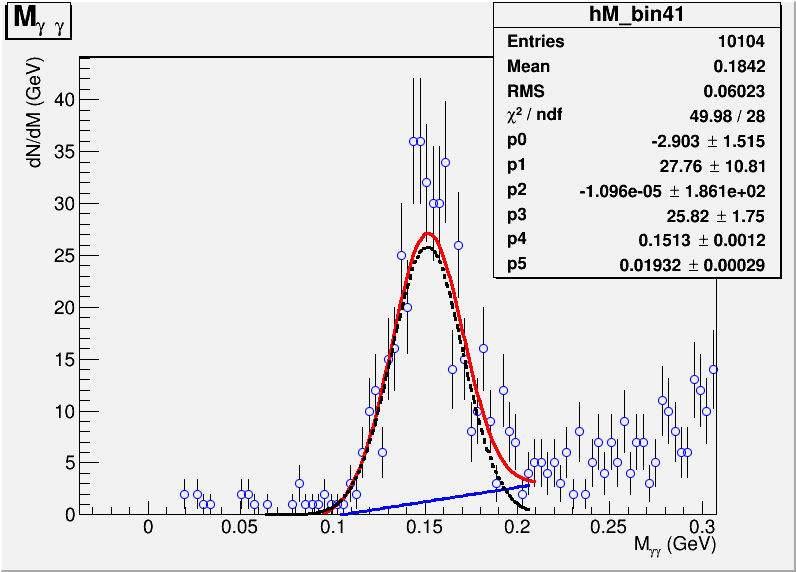 M γ γ
hM_bin41
Entries 10104
Mean 0.1842
RMS 0.06023
χ² / ndf 49.98 / 28
p0 -2.903 ± 1.515
p1 27.76 ± 10.81
p2 -1.096e-05 ± 1.861e+02
p3 25.82 ± 1.75
p4 0.1513 ± 0.0012
p5 0.01932 ± 0.00029
dN/dM (GeV)
40
35
30
25
20
15
10
5
0
0 0.05 0.1 0.15 0.2 0.25 0.3
M γγ (GeV)